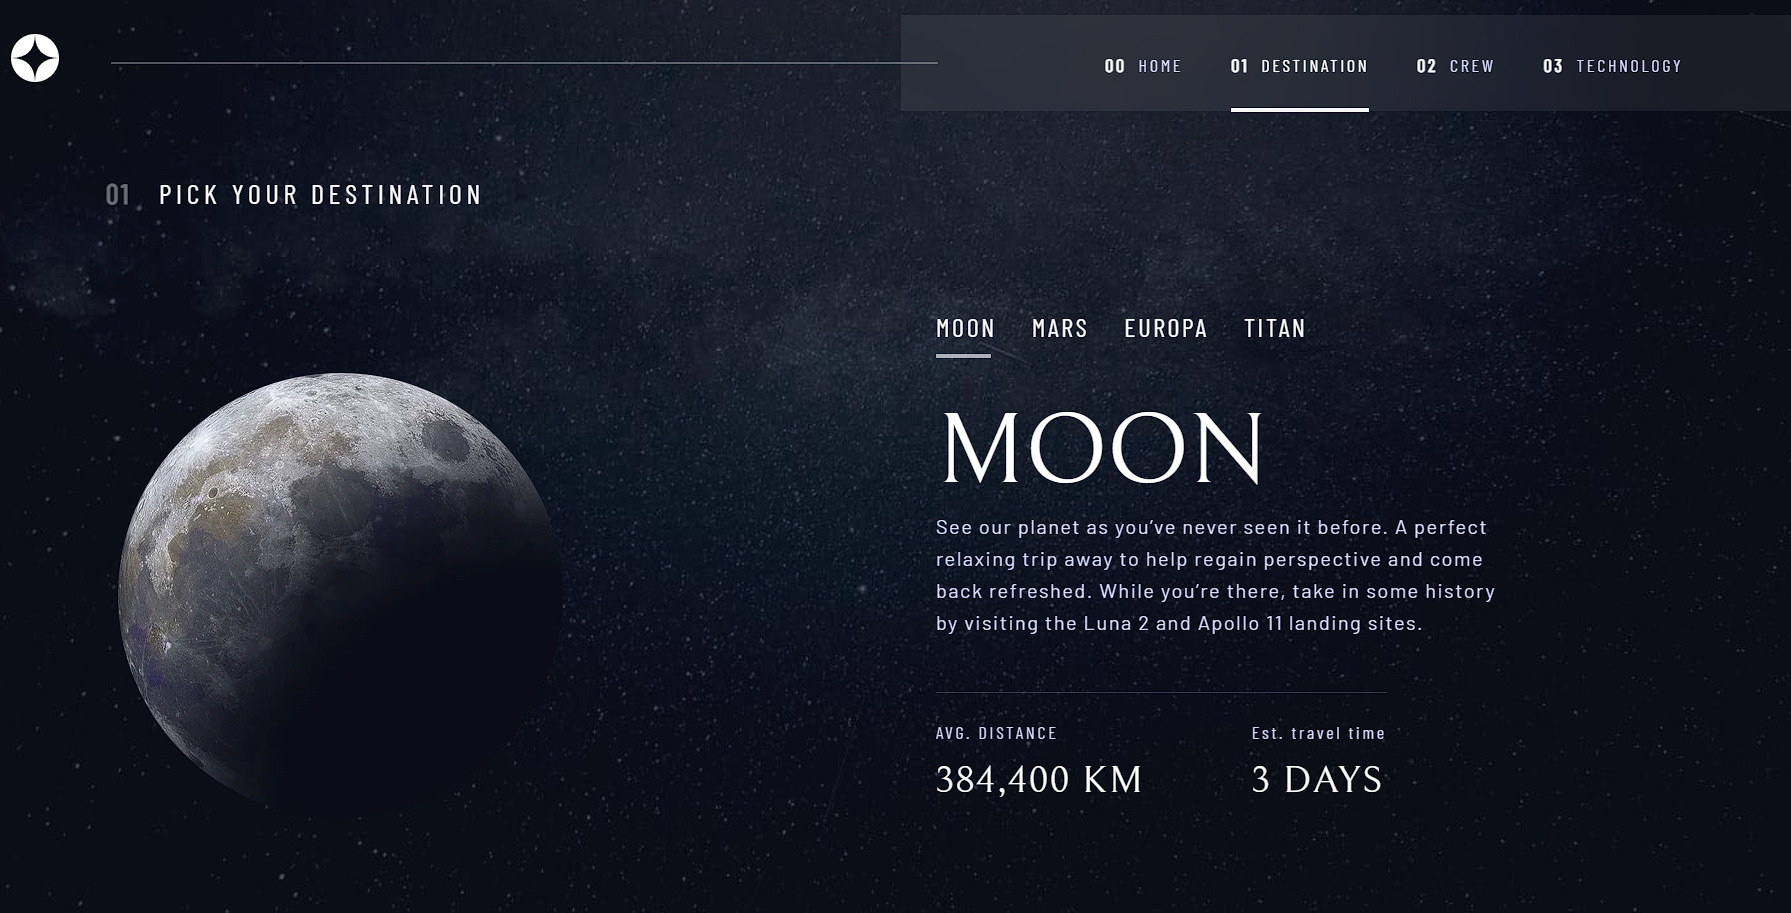 00 HOME 01 DESTINATION 02 CREW 03 TECHNOLOGY
01 PICK YOUR DESTINATION
MOON MARS EUROPA TITAN
MOON
See our planet as you’ve never seen it before. A perfect
relaxing trip away to help regain perspective and come
back refreshed. While you’re there, take in some history
by visiting the Luna 2 and Apollo 11 landing sites.
AVG. DISTANCE Est. travel time
384,400 KM 3 DAYS